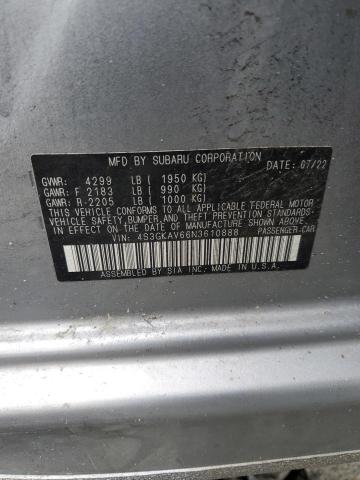 MFD BY SUBARU CORPORATION DATE: 07/22
GVWR: 4299 LB ( 1950 KG)
GAWR: F 2183 LB ( 990 KG)
GAWR: R-2205 LB ( 1000 KG)
THIS VEHICLE CONFORMS TO ALL APPLICABLE FEDERAL MOTOR
VEHICLE SAFETY, BUMPER, AND THEFT PREVENTION STANDARDS-
IN EFFECT ON THE DATE OF MANUFACTURE SHOWN ABOVE.
VIN: 4S3GKAV66N3610888 PASSENGER-CAR
ASSEMBLED BY SIA INC. MADE IN U.S.A.